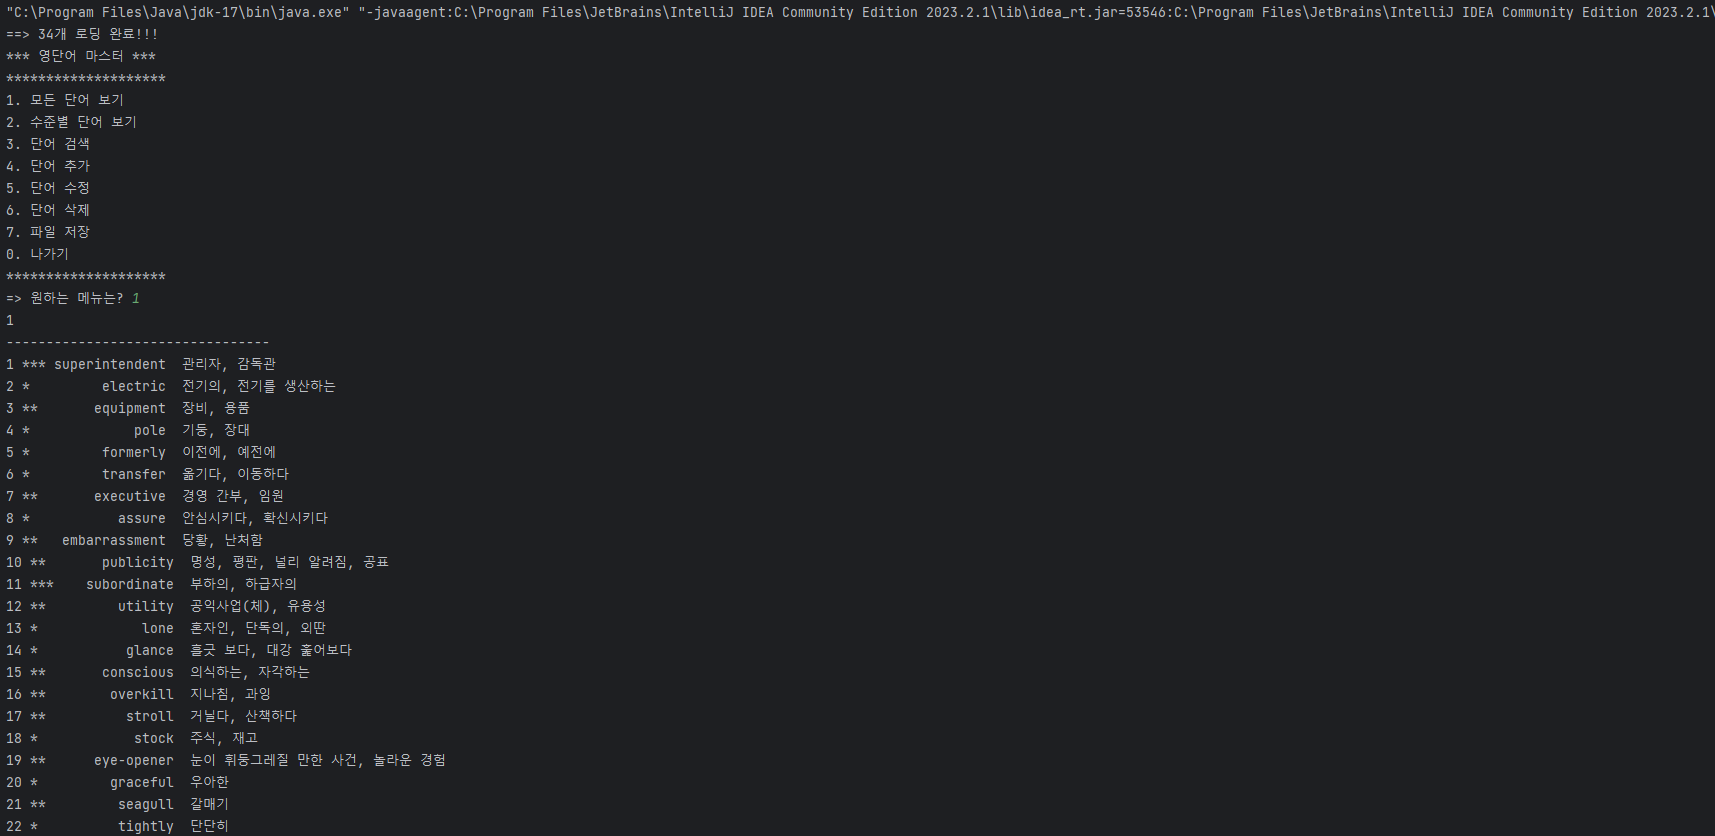 "C:\Program Files\Java\jdk-17\bin\java.exe" "-javaagent:C:\Program Files\JetBrains\IntelliJ IDEA Community Edition 2023.2.1\lib\idea_rt.jar=53546:C:\Program Files\JetBrains\IntelliJ IDEA Community Edition 2023.2.1\
==> 34개 로딩 완료!!!
*** 영단어 마스터 ***
********************
1. 모든 단어 보기
2. 수준별 단어 보기
3. 단어 검색
4. 단어 추가
5. 단어 수정
6. 단어 삭제
7. 파일 저장
0. 나가기
********************
=> 원하는 메뉴는? 1
1
---------------------------------
1 *** superintendent  관리자, 감독관
2 *         electric  전기의, 전기를 생산하는
3 **       equipment  장비, 용품
4 *             pole  기둥, 장대
5 *         formerly  이전에, 예전에
6 *         transfer  옮기다, 이동하다
7 **       executive  경영 간부, 임원
8 *           assure  안심시키다, 확신시키다
9 **   embarrassment  당황, 난처함
10 **       publicity  명성, 평판, 널리 알려짐, 공표
11 ***    subordinate  부하의, 하급자의
12 **         utility  공익사업(체), 유용성
13 *             lone  혼자인, 단독의, 외딴
14 *           glance  흘긋 보다, 대강 훑어보다
15 **       conscious  의식하는, 자각하는
16 **        overkill  지나침, 과잉
17 **          stroll  거닐다, 산책하다
18 *            stock  주식, 재고
19 **      eye-opener  눈이 휘둥그레질 만한 사건, 놀라운 경험
20 *         graceful  우아한
21 **         seagull  갈매기
22 *          tightly  단단히